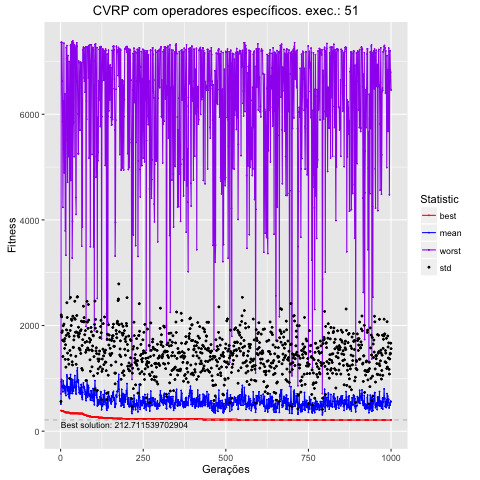 CVRP com operadores específicos. exec.: 51
Fitness
6000
4000
2000
0
Best solution: 212.711539702904
0
250
500
750
1000
Gerações
Statistic
best
mean
worst
std